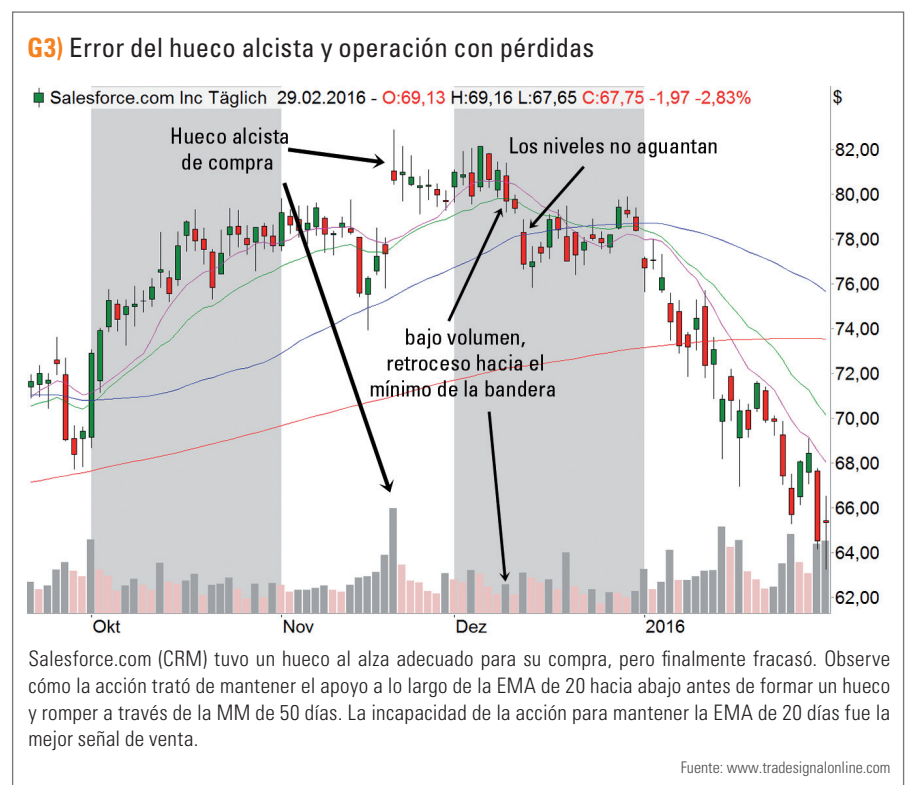 G3) Error del hueco alcista y operación con pérdidas
Salesforce.com Inc Täglich 29.02.2016 - O:69,13 H:69,16 L:67,65 C:67,75 -1,97 -2,83%
$
Hueco alcista
de compra
Los niveles no aguantan
bajo volumen,
retroceso hacia el
mínimo de la bandera
82,00
80,00
78,00
76,00
74,00
72,00
70,00
68,00
66,00
64,00
62,00
Okt Nov Dez 2016
Salesforce.com (CRM) tuvo un hueco al alza adecuado para su compra, pero finalmente fracasó. Observe
cómo la acción trató de mantener el apoyo a lo largo de la EMA de 20 hacia abajo antes de formar un hueco
y romper a través de la MM de 50 días. La incapacidad de la acción para mantener la EMA de 20 días fue la
mejor señal de venta.
Fuente: www.tradesignalonline.com